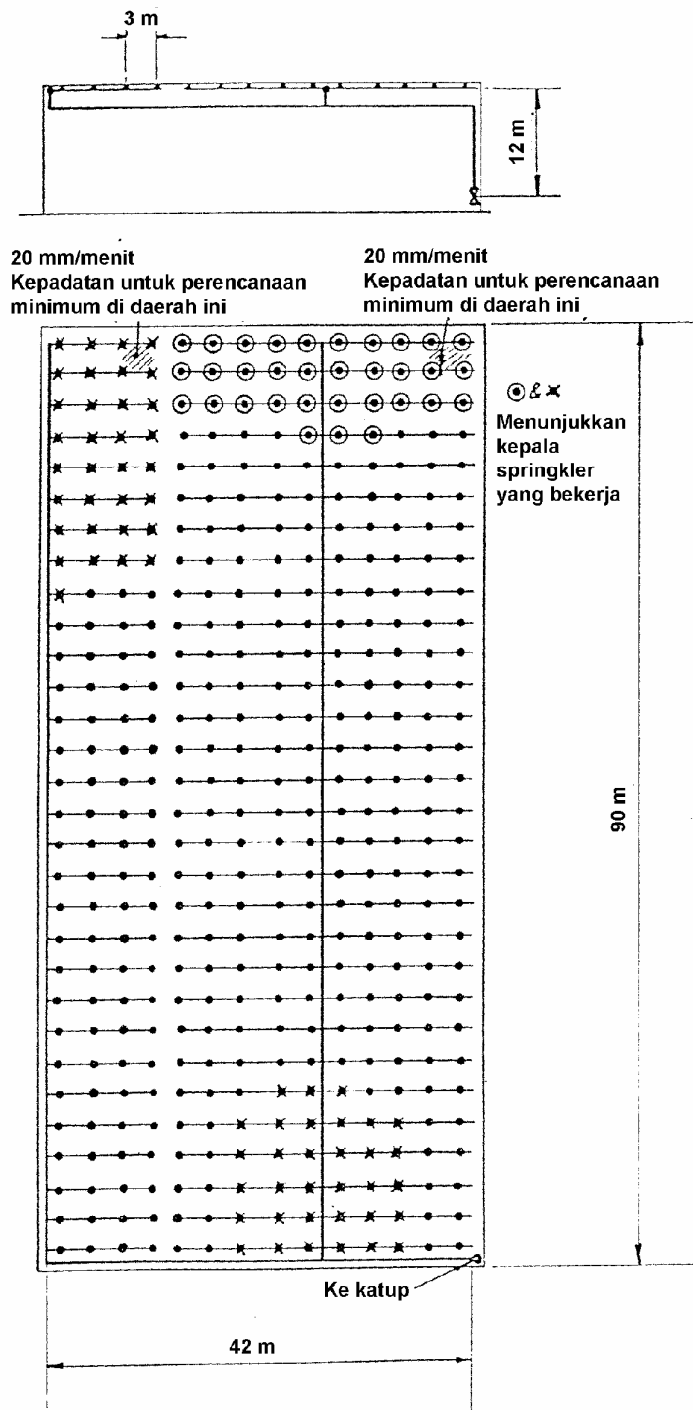 3 m
12 m
20 mm/menit
Kepadatan untuk perencanaan
minimum di daerah ini
20 mm/menit
Kepadatan untuk perencanaan
minimum di daerah ini
&
Menunjukkan
kepala
springkler
yang bekerja
90 m
Ke katup
42 m